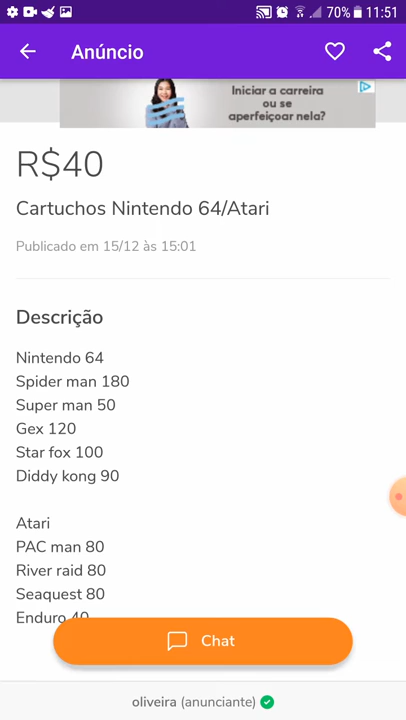 70% 11:51
Anúncio
Iniciar a carreira
ou se
aperfeiçoar nela?
R$40
Cartuchos Nintendo 64/Atari
Publicado em 15/12 às 15:01
Descrição
Nintendo 64
Spider man 180
Super man 50
Gex 120
Star fox 100
Diddy kong 90
Atari
PAC man 80
River raid 80
Seaquest 80
Enduro 40
Chat
oliveira (anunciante)